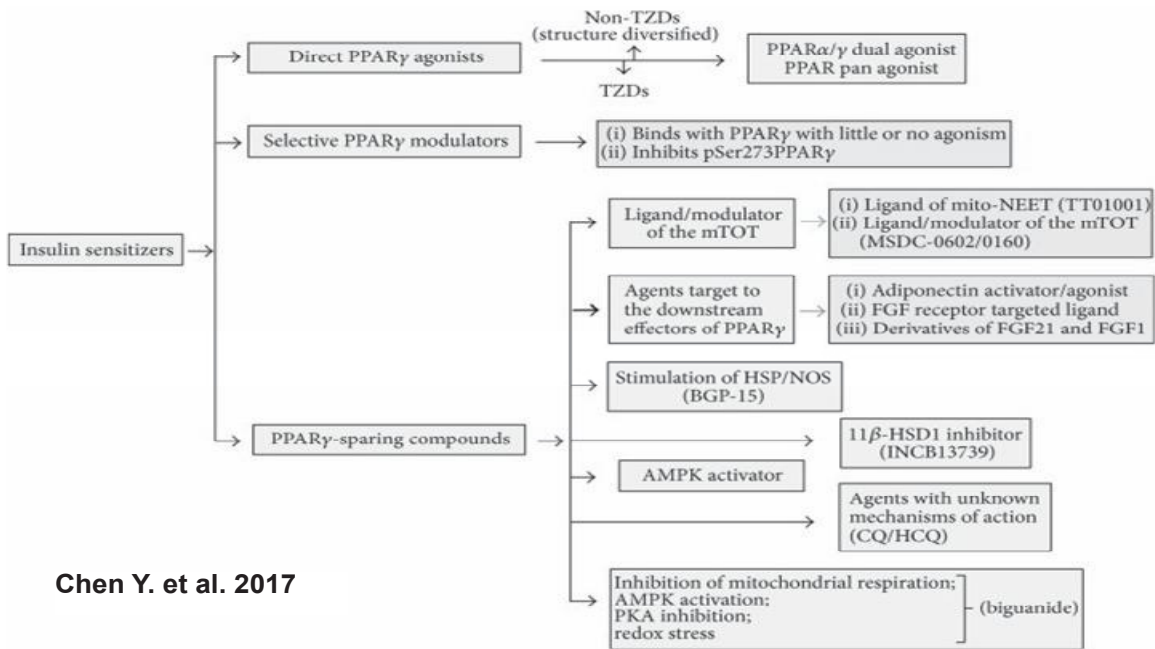 Non-TZDs
(structure diversified)
Direct PPARγ agonists
TZDs
PPARα/γ dual agonist
PPAR pan agonist
Selective PPARγ modulators
(i) Binds with PPARγ with little or no agonism
(ii) Inhibits pSer273PPARγ
Insulin sensitizers
Ligand/modulator
of the mTOT
(i) Ligand of mito-NEET (TT01001)
(ii) Ligand/modulator of the mTOT
(MSDC-0602/0160)
Agents target to
the downstream
effectors of PPARγ
(i) Adiponectin activator/agonist
(ii) FGF receptor targeted ligand
(iii) Derivatives of FGF21 and FGF1
Stimulation of HSP/NOS
(BGP-15)
PPARγ-sparing compounds
11β-HSD1 inhibitor
(INCB13739)
AMPK activator
Agents with unknown
mechanisms of action
(CQ/HCQ)
Inhibition of mitochondrial respiration;
AMPK activation;
PKA inhibition;
redox stress
(biguanide)
Chen Y. et al. 2017